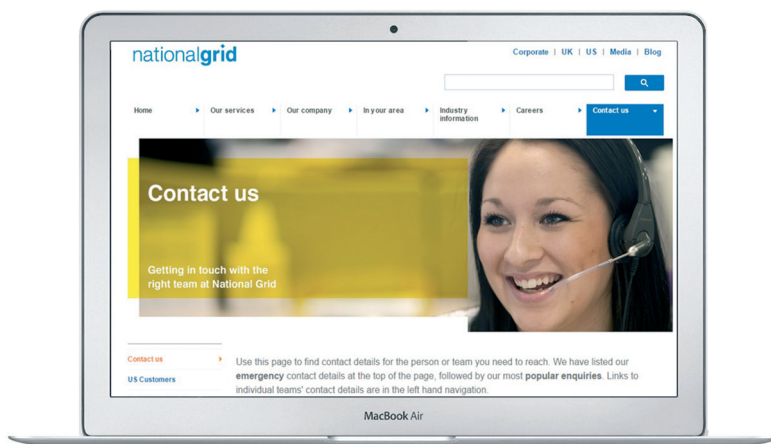 nationalgrid
Corporate | UK | US | Media | Blog
Home
Our services
Our company
In your area
Industry
information
Careers
Contact us
Contact us
Getting in touch with the
right team at National Grid
Contact us
US Customers
Use this page to find contact details for the person or team you need to reach. We have listed our
emergency contact details at the top of the page, followed by our most popular enquiries. Links to
individual teams' contact details are in the left hand navigation.
MacBook Air